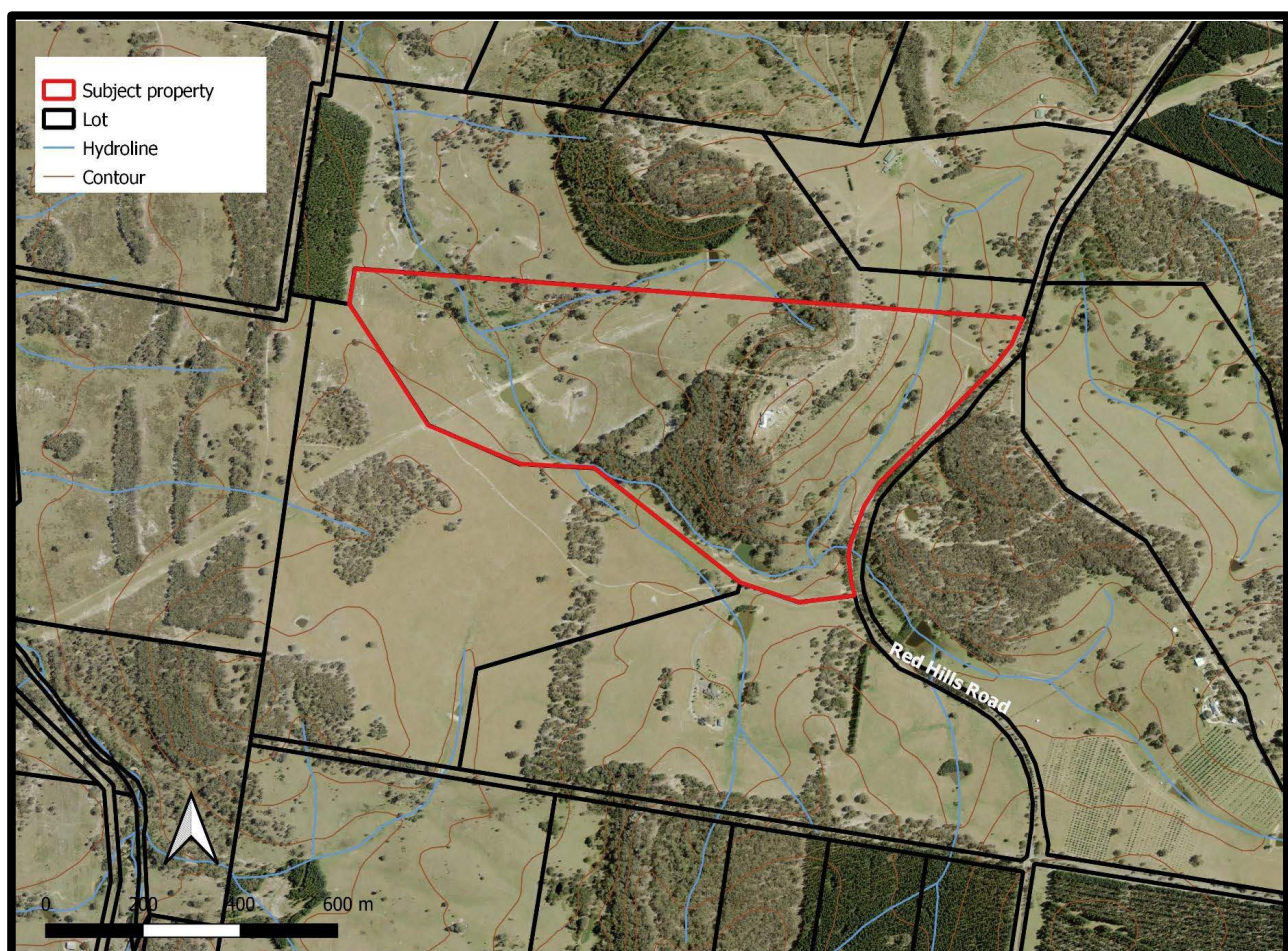 Subject property
Lot
Hydroline
Contour
Red Hills Road
0 200 400 600 m